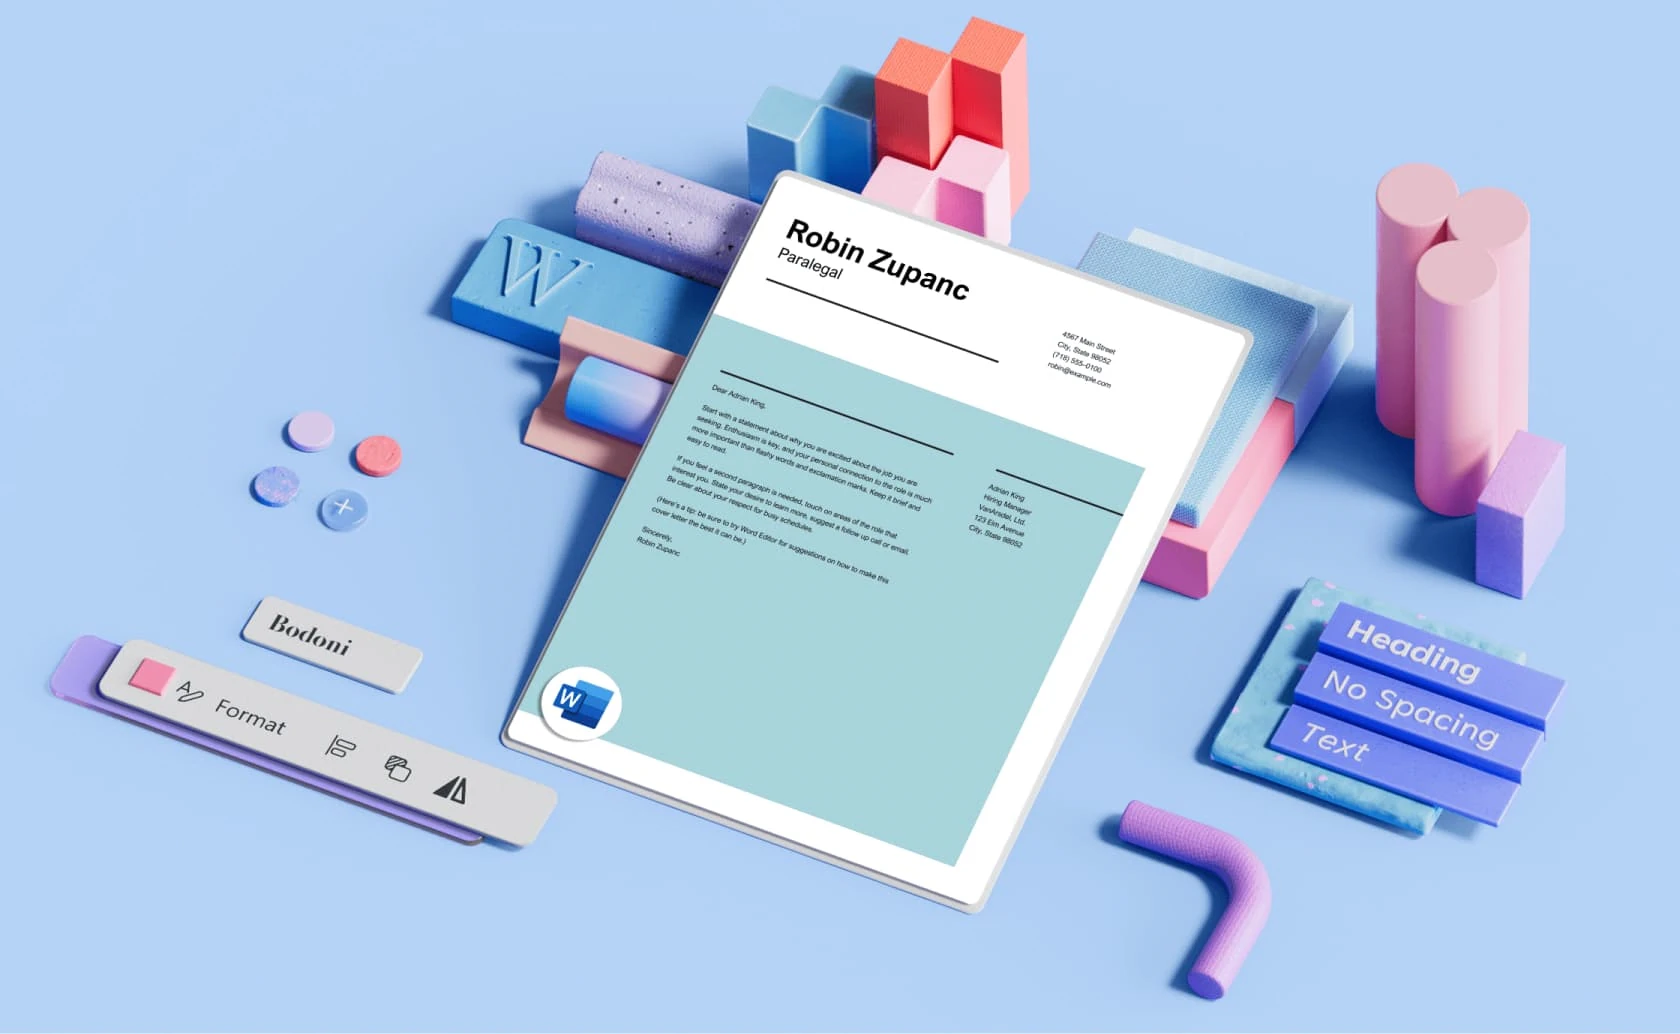 W
Robin Zupanc
Paralegal
4567 Main Street
City, State 98052
(718) 555-0100
robin@example.com
Dear Adrian King,
Start with a statement about why you are excited about the job you are
seeking. Enthusiasm is key, and your personal connection to the role is much
more important than flashy words and exclamation marks. Keep it brief and
easy to read.
If you feel a second paragraph is needed, touch on areas of the role that
interest you. State your desire to learn more, suggest a follow up call or email.
Be clear about your respect for busy schedules.
(Here's a tip: be sure to try Word Editor for suggestions on how to make this
cover letter the best it can be.)
Sincerely,
Robin Zupanc
Adrian King
Hiring Manager
VanArsdel, Ltd.
123 Elm Avenue
City, State 98052
W
Bodoni
Format
Heading
No Spacing
Text